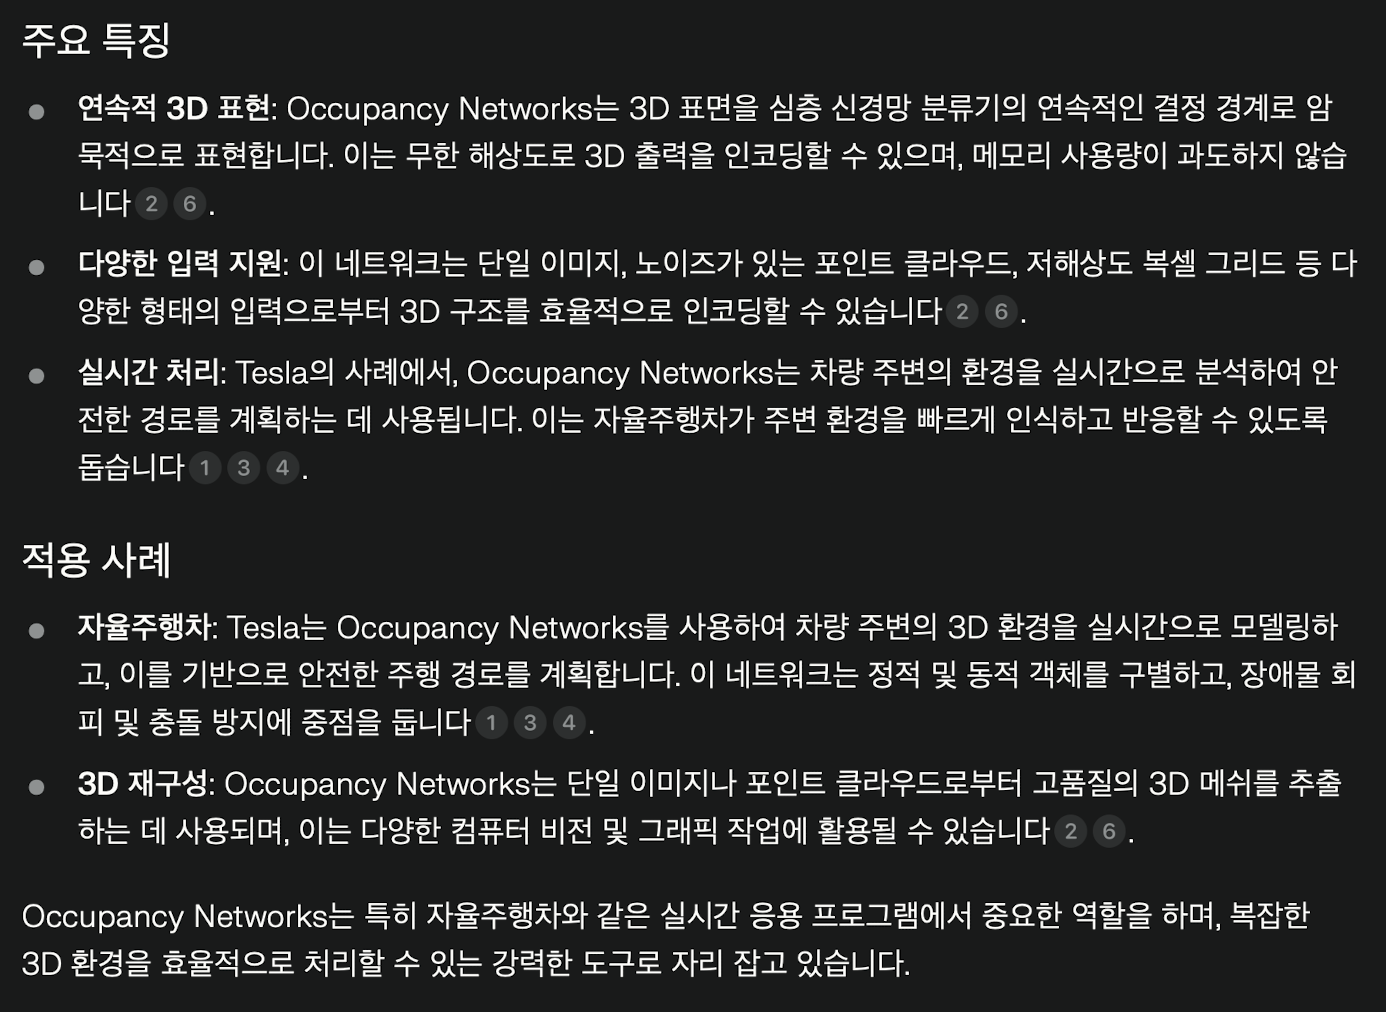 주요 특징
연속적 3D 표현: Occupancy Networks는 3D 표면을 심층 신경망 분류기의 연속적인 결정 경계로 암
묵적으로 표현합니다. 이는 무한 해상도로 3D 출력을 인코딩할 수 있으며, 메모리 사용량이 과도하지 않습
니다 2 6.
다양한 입력 지원: 이 네트워크는 단일 이미지, 노이즈가 있는 포인트 클라우드, 저해상도 복셀 그리드 등 다
양한 형태의 입력으로부터 3D 구조를 효율적으로 인코딩할 수 있습니다 2 6.
실시간 처리: Tesla의 사례에서, Occupancy Networks는 차량 주변의 환경을 실시간으로 분석하여 안
전한 경로를 계획하는 데 사용됩니다. 이는 자율주행차가 주변 환경을 빠르게 인식하고 반응할 수 있도록
돕습니다 1 3 4.
적용 사례
자율주행차: Tesla는 Occupancy Networks를 사용하여 차량 주변의 3D 환경을 실시간으로 모델링하
고, 이를 기반으로 안전한 주행 경로를 계획합니다. 이 네트워크는 정적 및 동적 객체를 구별하고, 장애물 회
피 및 충돌 방지에 중점을 둡니다 1 3 4.
3D 재구성: Occupancy Networks는 단일 이미지나 포인트 클라우드로부터 고품질의 3D 메쉬를 추출
하는 데 사용되며, 이는 다양한 컴퓨터 비전 및 그래픽 작업에 활용될 수 있습니다 2 6.
Occupancy Networks는 특히 자율주행차와 같은 실시간 응용 프로그램에서 중요한 역할을 하며, 복잡한
3D 환경을 효율적으로 처리할 수 있는 강력한 도구로 자리 잡고 있습니다.